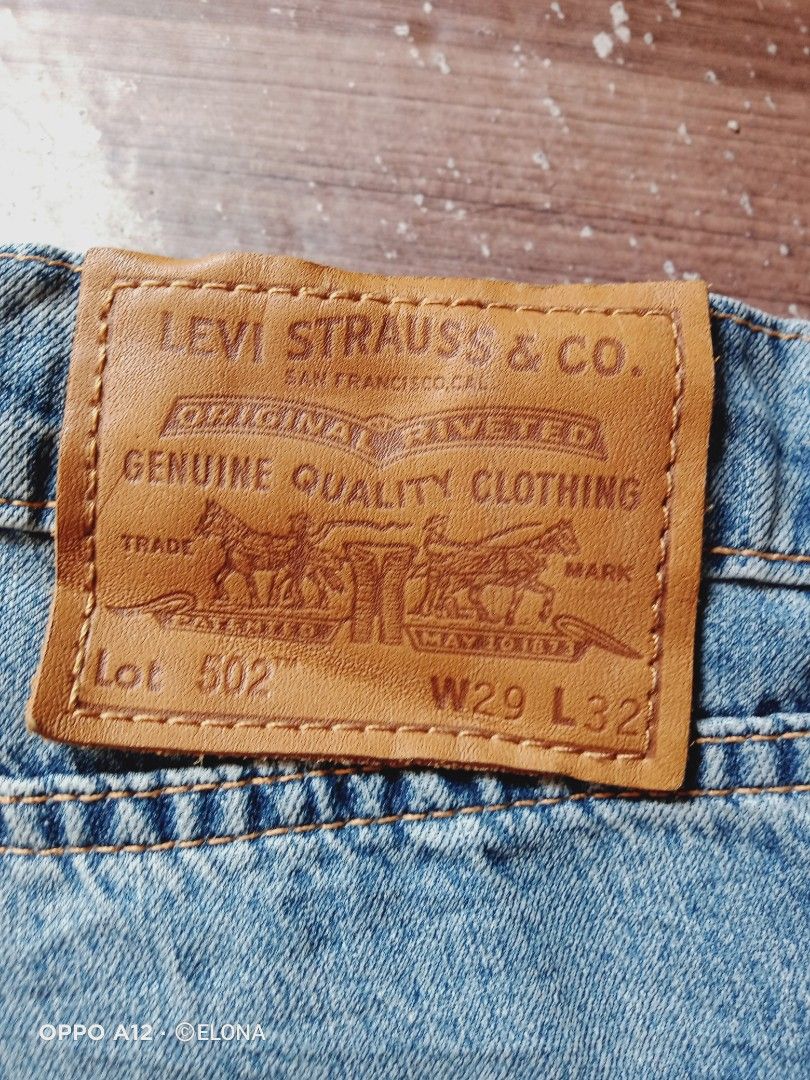 LEVI STRAUSS & CO.
SAN FRANCISCO, CAL.
ORIGINAL RIVETED
GENUINE QUALITY CLOTHING
TRADE MARK
PATENTED MAY 20 1873
Lot 502™ W29 L32
OPPO A12 · ©ELONA